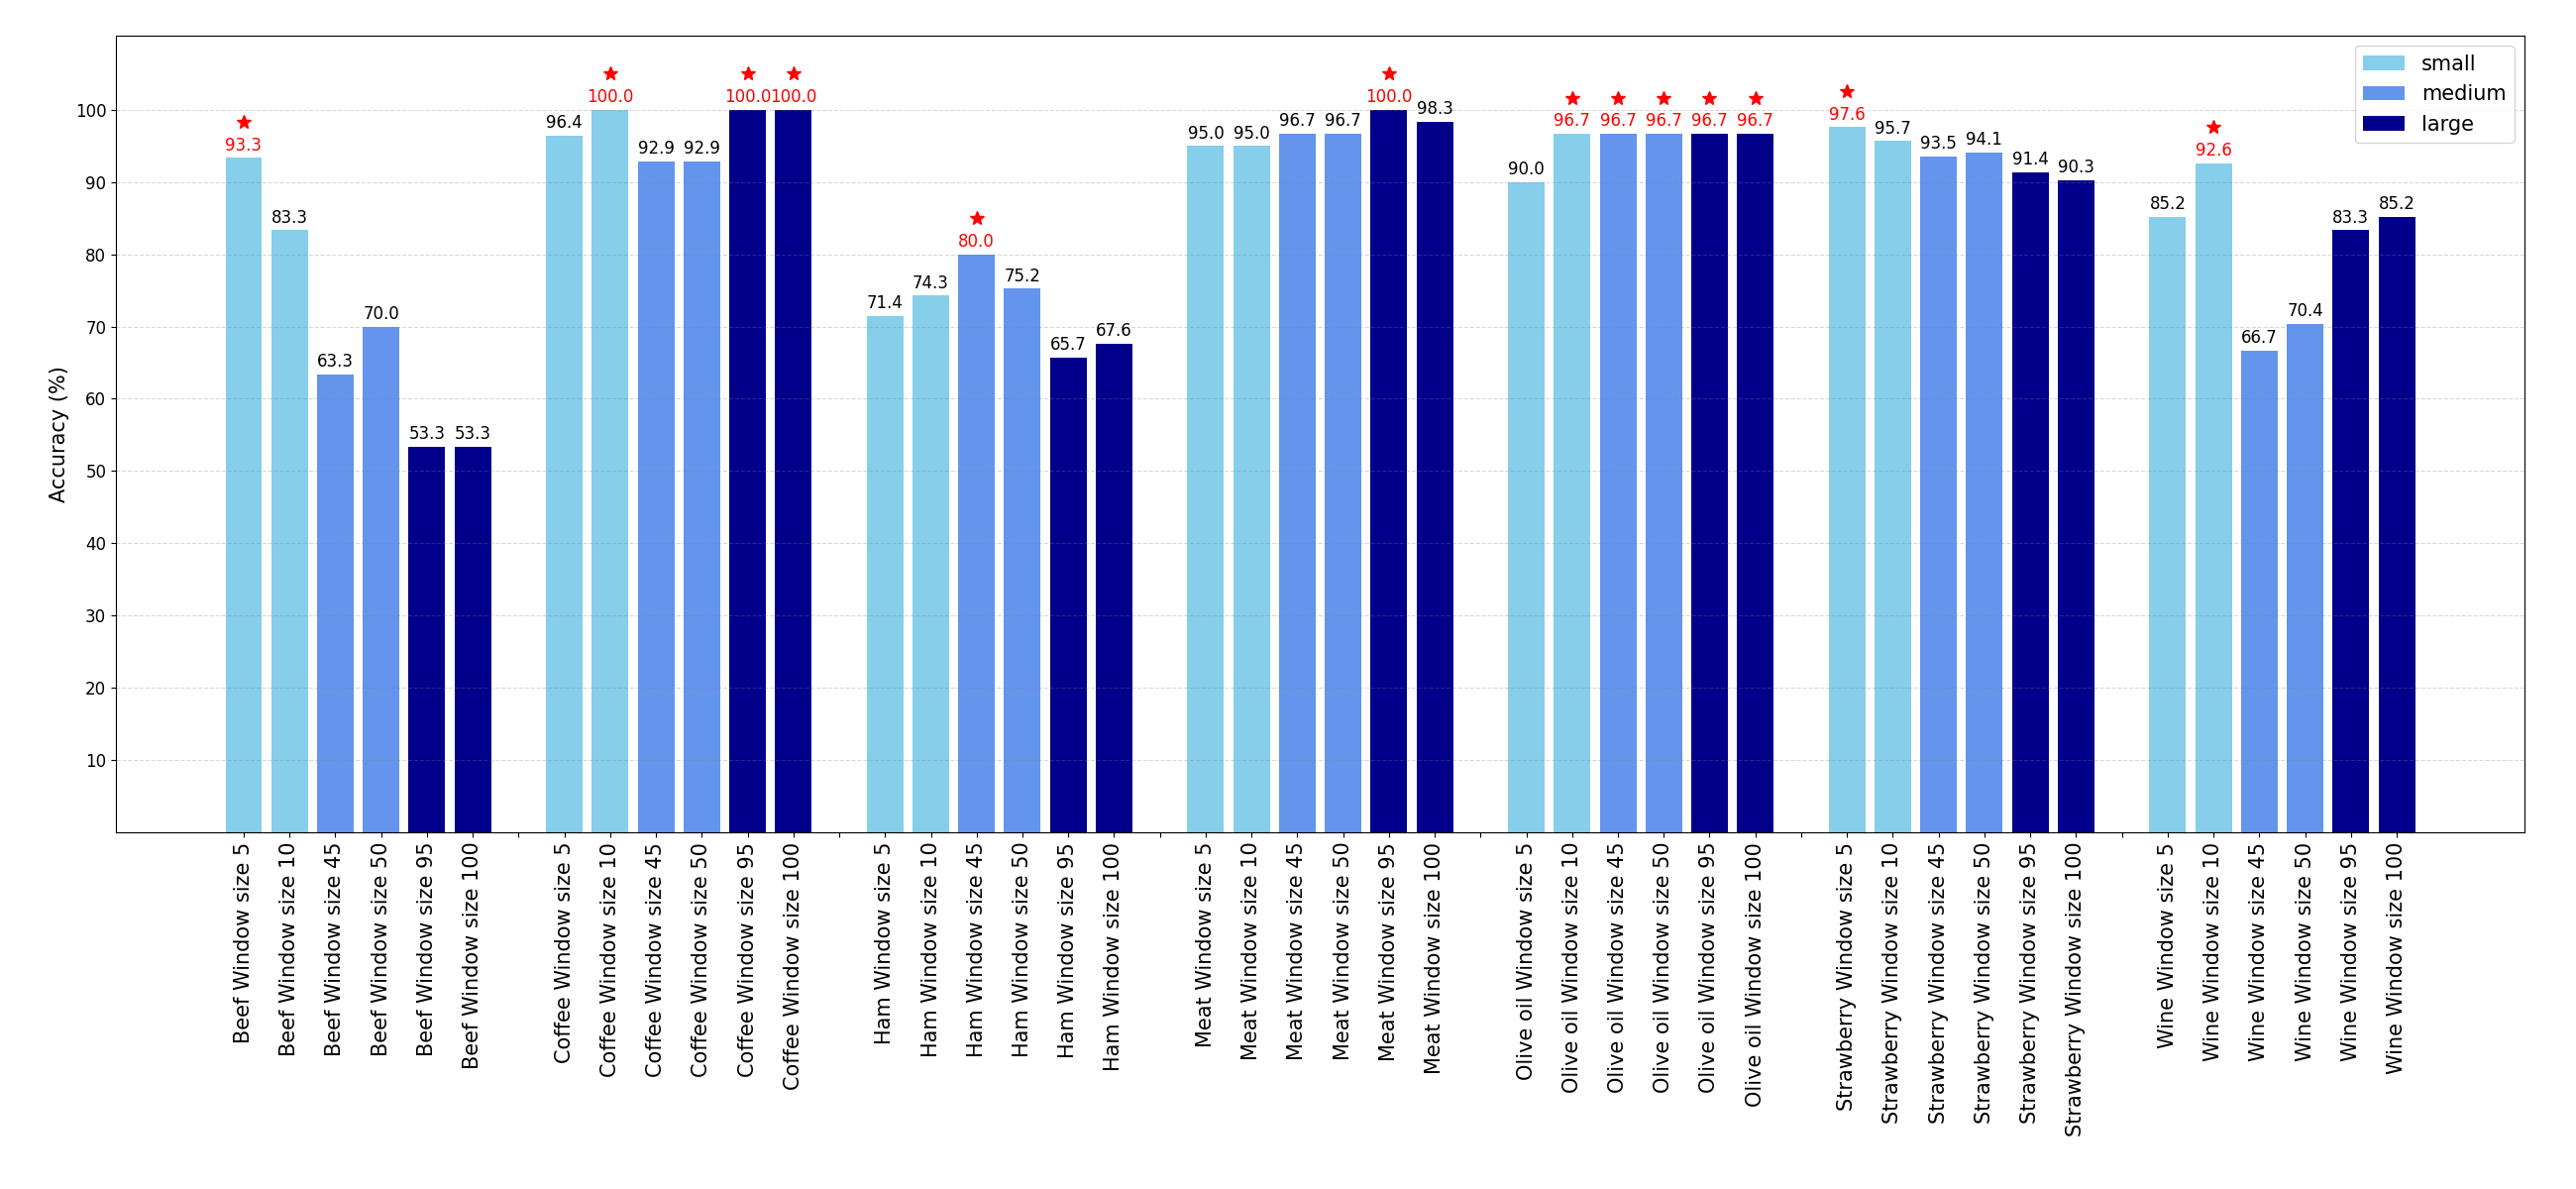 small
medium
large
Accuracy (%)
100
90
80
70
60
50
40
30
20
10
93.3
83.3
63.3
70.0
53.3
53.3
96.4
100.0
92.9
92.9
100.0
100.0
71.4
74.3
80.0
75.2
65.7
67.6
95.0
95.0
96.7
96.7
100.0
98.3
90.0
96.7
96.7
96.7
96.7
96.7
97.6
95.7
93.5
94.1
91.4
90.3
85.2
92.6
66.7
70.4
83.3
85.2
Beef Window size 5
Beef Window size 10
Beef Window size 45
Beef Window size 50
Beef Window size 95
Beef Window size 100
Coffee Window size 5
Coffee Window size 10
Coffee Window size 45
Coffee Window size 50
Coffee Window size 95
Coffee Window size 100
Ham Window size 5
Ham Window size 10
Ham Window size 45
Ham Window size 50
Ham Window size 95
Ham Window size 100
Meat Window size 5
Meat Window size 10
Meat Window size 45
Meat Window size 50
Meat Window size 95
Meat Window size 100
Olive oil Window size 5
Olive oil Window size 10
Olive oil Window size 45
Olive oil Window size 50
Olive oil Window size 95
Olive oil Window size 100
Strawberry Window size 5
Strawberry Window size 10
Strawberry Window size 45
Strawberry Window size 50
Strawberry Window size 95
Strawberry Window size 100
Wine Window size 5
Wine Window size 10
Wine Window size 45
Wine Window size 50
Wine Window size 95
Wine Window size 100